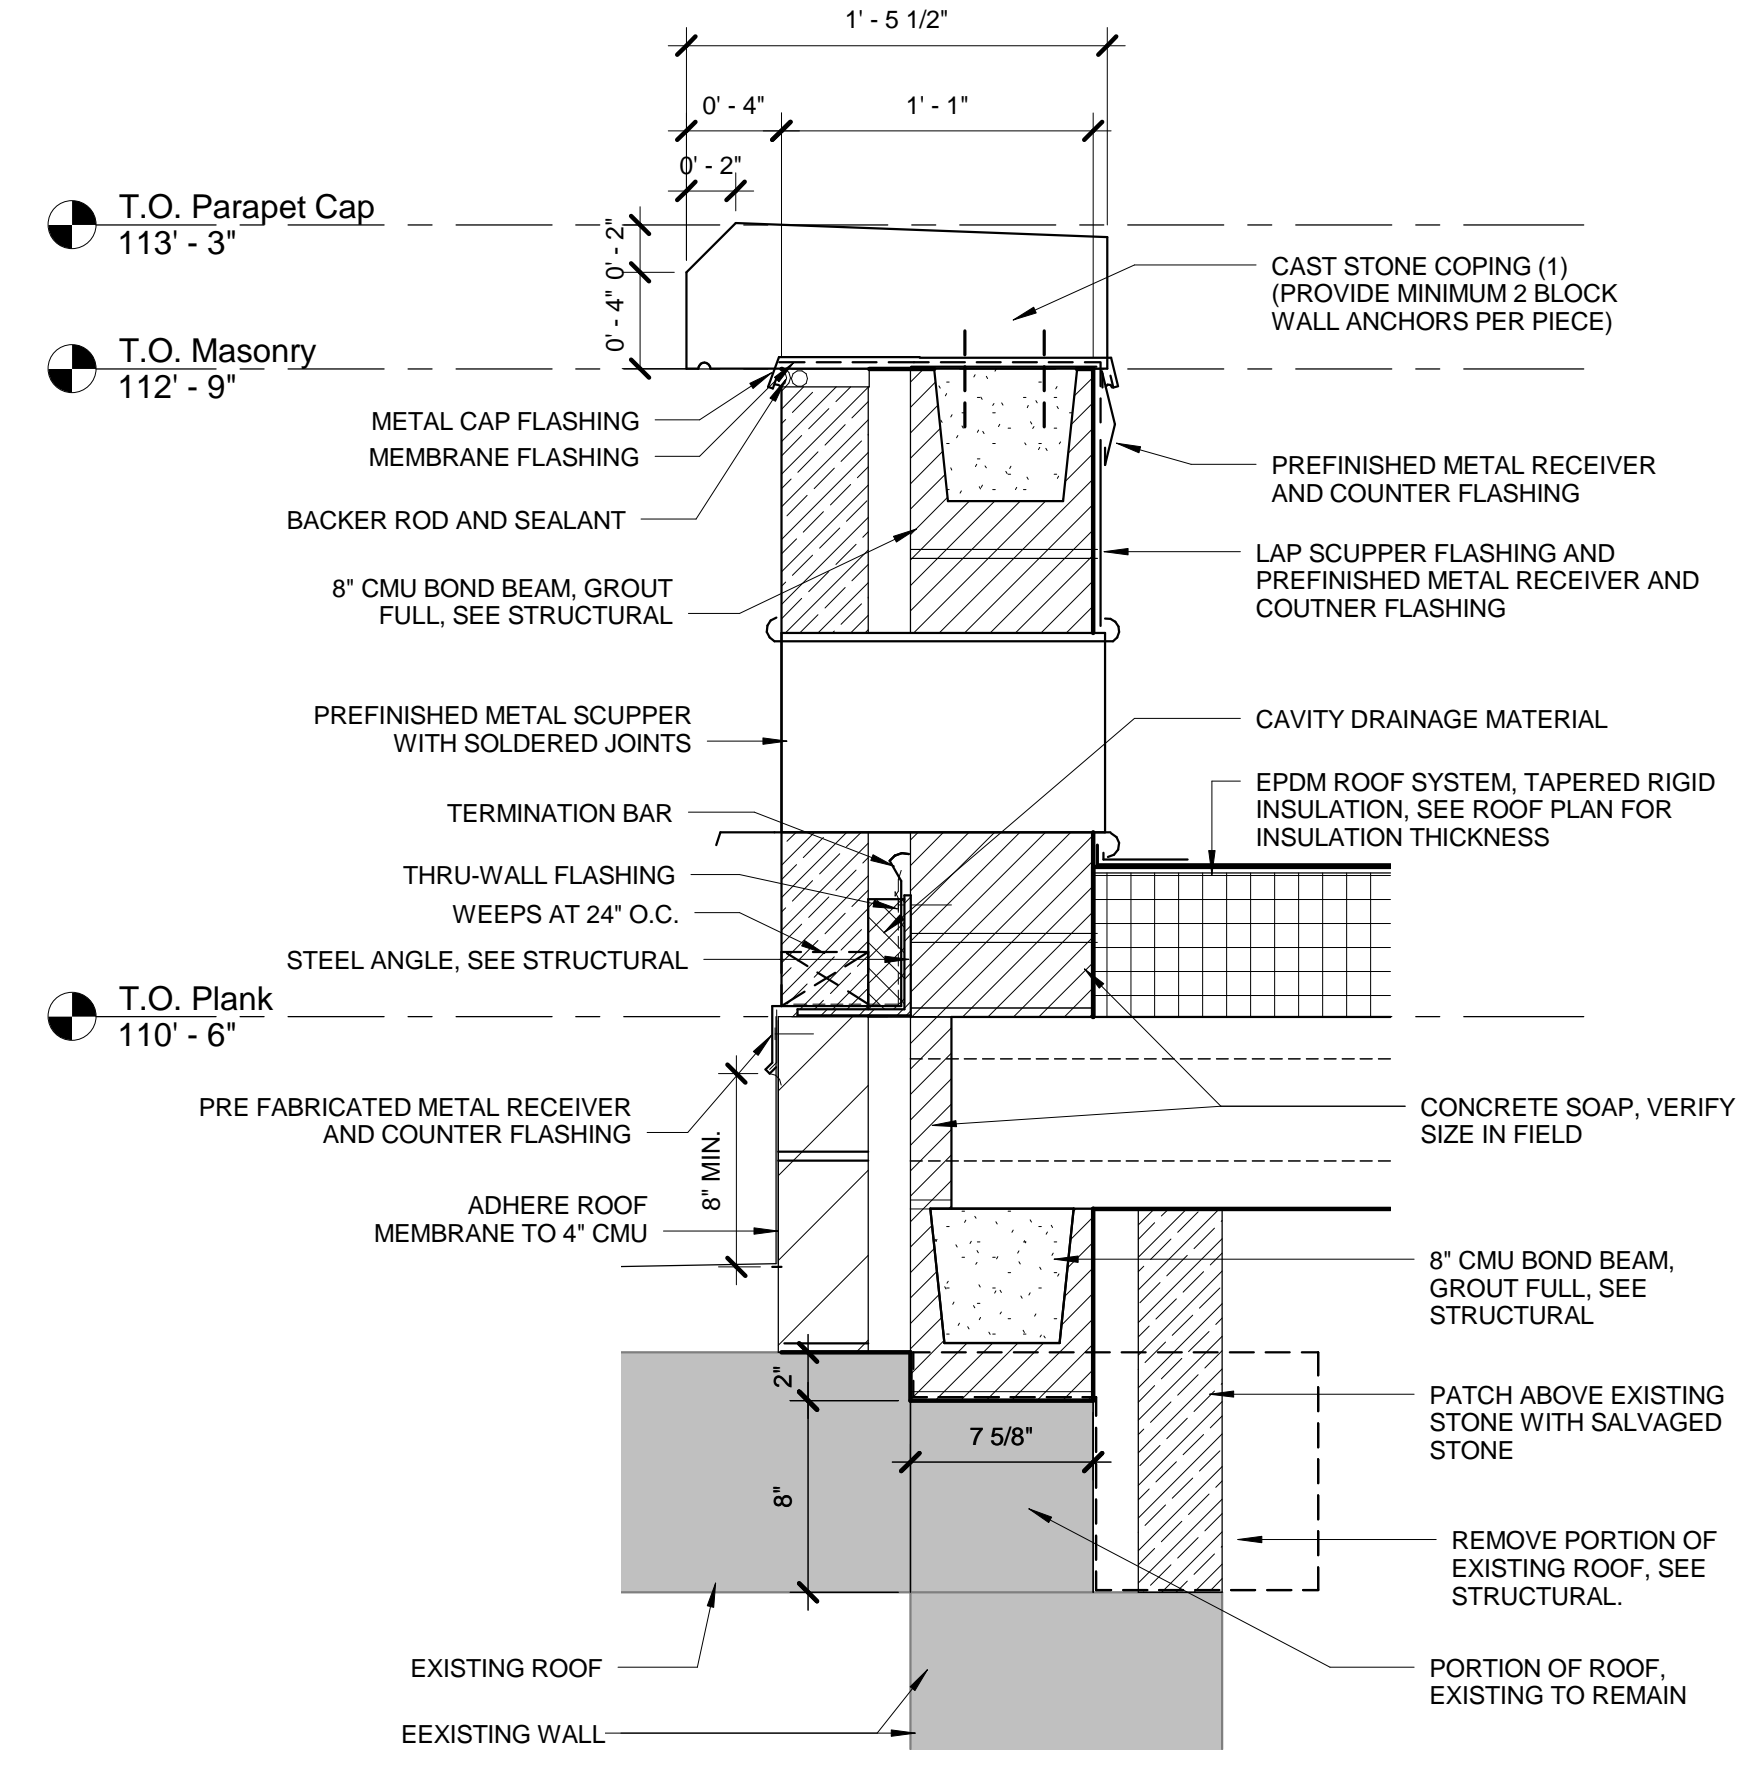 1' - 5 1/2"
0' - 4"
1' - 1"
0' - 2"
T.O. Parapet Cap
113' - 3"
0' - 2"
0' - 4"
CAST STONE COPING (1)
(PROVIDE MINIMUM 2 BLOCK
WALL ANCHORS PER PIECE)
T.O. Masonry
112' - 9"
METAL CAP FLASHING
MEMBRANE FLASHING
BACKER ROD AND SEALANT
8" CMU BOND BEAM, GROUT
FULL, SEE STRUCTURAL
PREFINISHED METAL RECEIVER
AND COUNTER FLASHING
LAP SCUPPER FLASHING AND
PREFINISHED METAL RECEIVER AND
COUTNER FLASHING
PREFINISHED METAL SCUPPER
WITH SOLDERED JOINTS
CAVITY DRAINAGE MATERIAL
TERMINATION BAR
EPDM ROOF SYSTEM, TAPERED RIGID
INSULATION, SEE ROOF PLAN FOR
INSULATION THICKNESS
THRU-WALL FLASHING
WEEPS AT 24" O.C.
STEEL ANGLE, SEE STRUCTURAL
T.O. Plank
110' - 6"
PRE FABRICATED METAL RECEIVER
AND COUNTER FLASHING
8" MIN.
CONCRETE SOAP, VERIFY
SIZE IN FIELD
ADHERE ROOF
MEMBRANE TO 4" CMU
8" CMU BOND BEAM,
GROUT FULL, SEE
STRUCTURAL
2"
PATCH ABOVE EXISTING
STONE WITH SALVAGED
STONE
7 5/8"
8"
REMOVE PORTION OF
EXISTING ROOF, SEE
STRUCTURAL.
EXISTING ROOF
PORTION OF ROOF,
EXISTING TO REMAIN
EEXISTING WALL